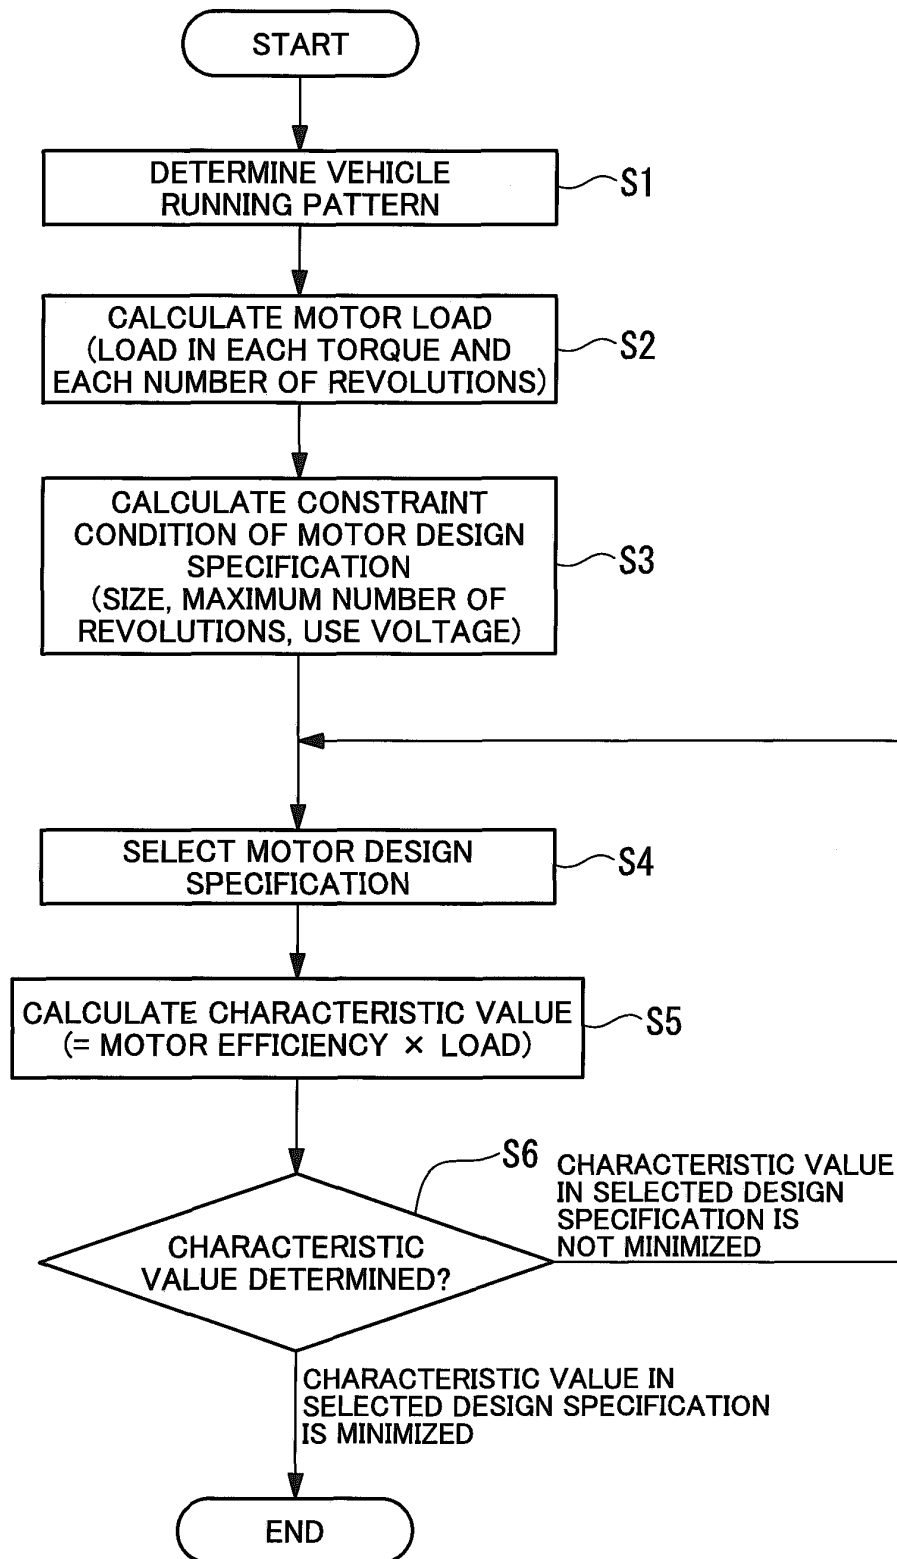 START
DETERMINE VEHICLE
RUNNING PATTERN
S1
CALCULATE MOTOR LOAD
(LOAD IN EACH TORQUE AND
EACH NUMBER OF REVOLUTIONS)
S2
CALCULATE CONSTRAINT
CONDITION OF MOTOR DESIGN
SPECIFICATION
(SIZE, MAXIMUM NUMBER OF
REVOLUTIONS, USE VOLTAGE)
S3
SELECT MOTOR DESIGN
SPECIFICATION
S4
CALCULATE CHARACTERISTIC VALUE
(= MOTOR EFFICIENCY × LOAD)
S5
S6
CHARACTERISTIC
VALUE DETERMINED?
CHARACTERISTIC VALUE
IN SELECTED DESIGN
SPECIFICATION IS
NOT MINIMIZED
CHARACTERISTIC VALUE IN
SELECTED DESIGN SPECIFICATION
IS MINIMIZED
END